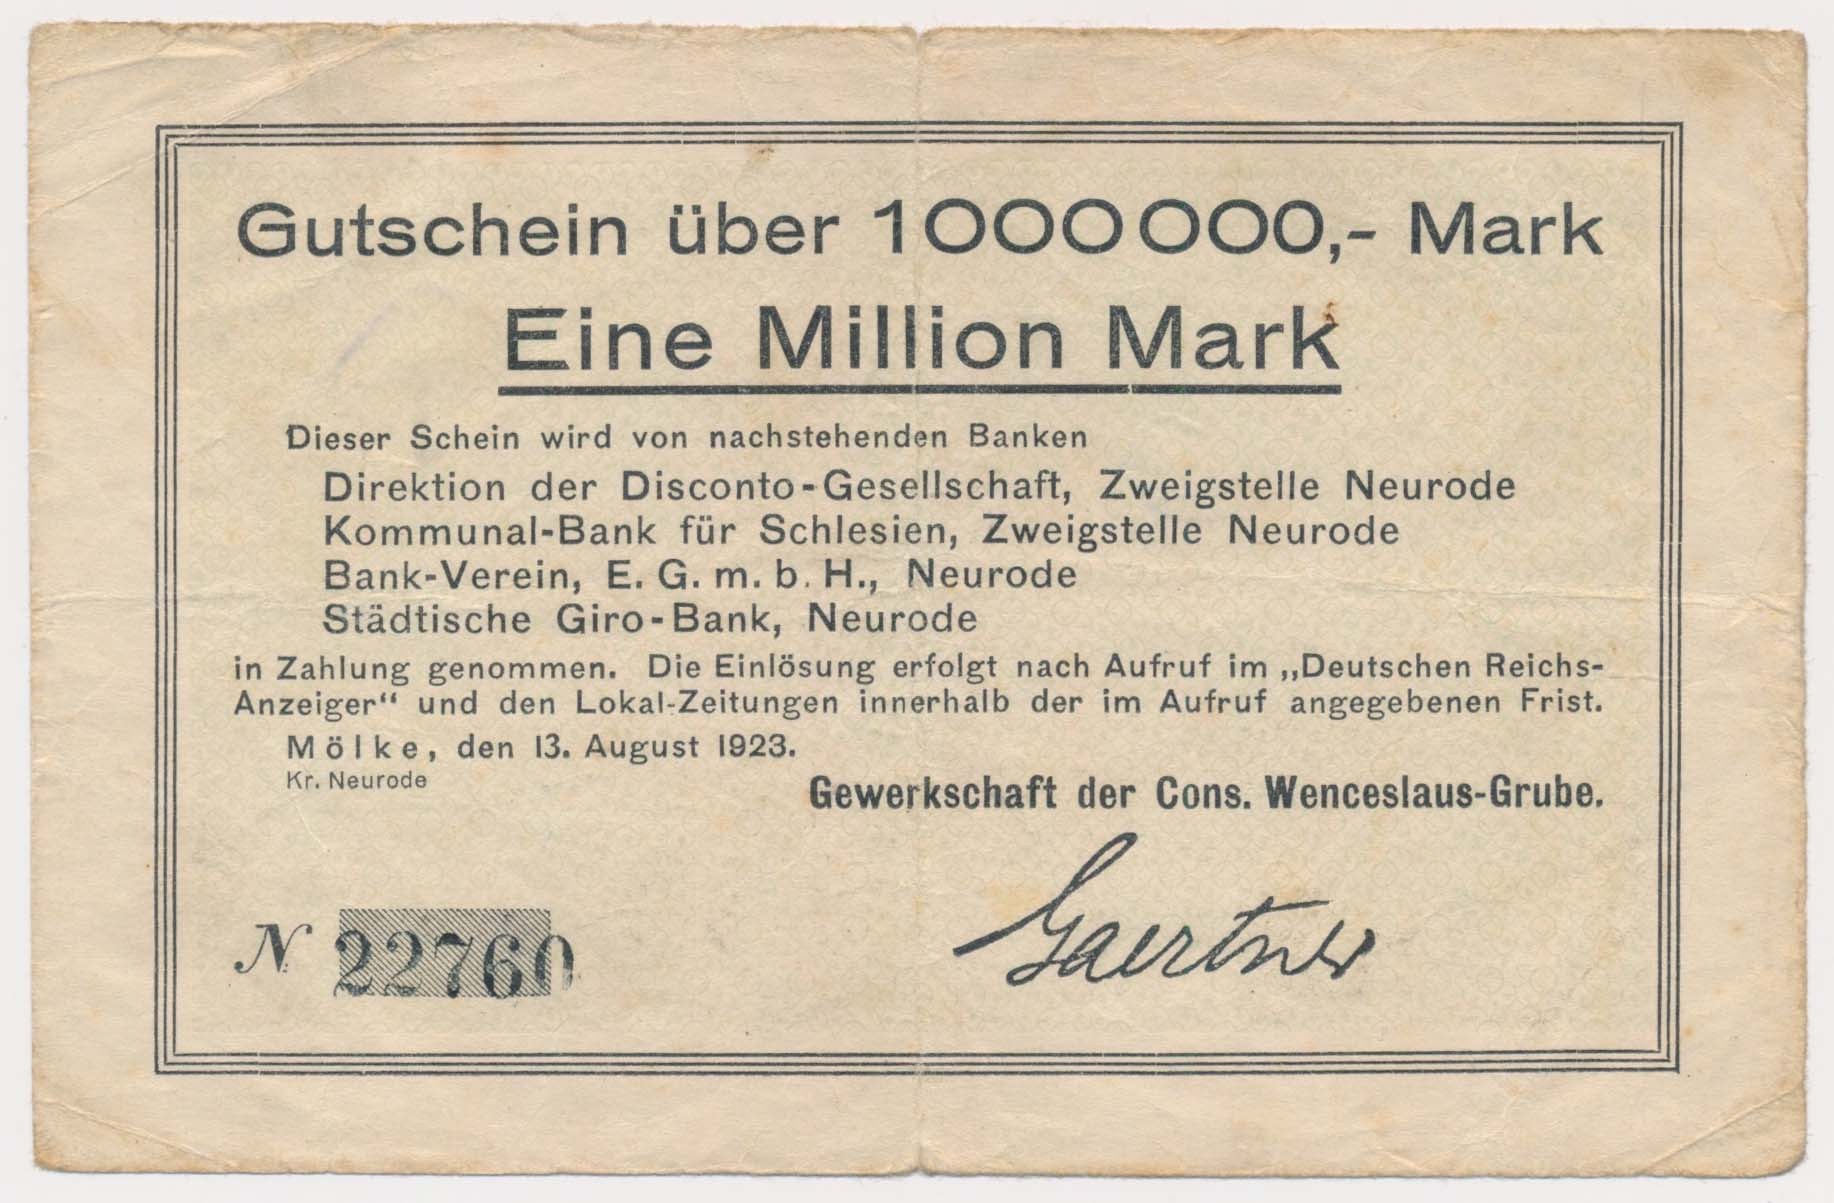 Gutschein über 1000000,- Mark
Eine Million Mark
Dieser Schein wird von nachstehenden Banken
Direktion der Disconto-Gesellschaft, Zweigstelle Neurode
Kommunal-Bank für Schlesien, Zweigstelle Neurode
Bank-Verein, E. G. m. b. H., Neurode
Städtische Giro-Bank, Neurode
in Zahlung genommen. Die Einlösung erfolgt nach Aufruf im „Deutschen Reichs-
Anzeiger“ und den Lokal-Zeitungen innerhalb der im Aufruf angegebenen Frist.
Mölke, den 13. August 1923.
Kr. Neurode
Gewerkschaft der Cons. Wenceslaus-Grube.
Gaertner
N 22760